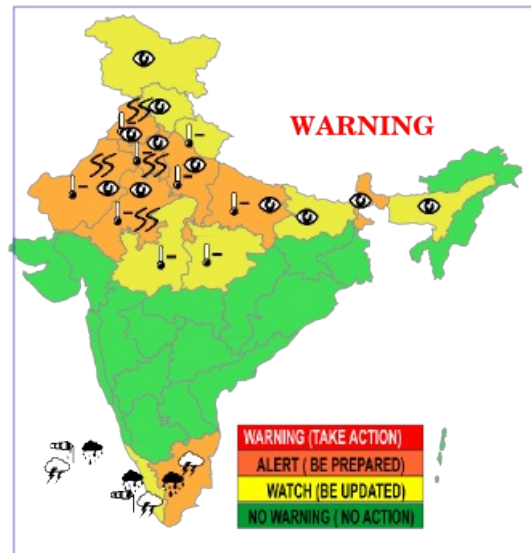 WARNING
WARNING (TAKE ACTION)
ALERT ( BE PREPARED)
WATCH (BE UPDATED)
NO WARNING ( NO ACTION)